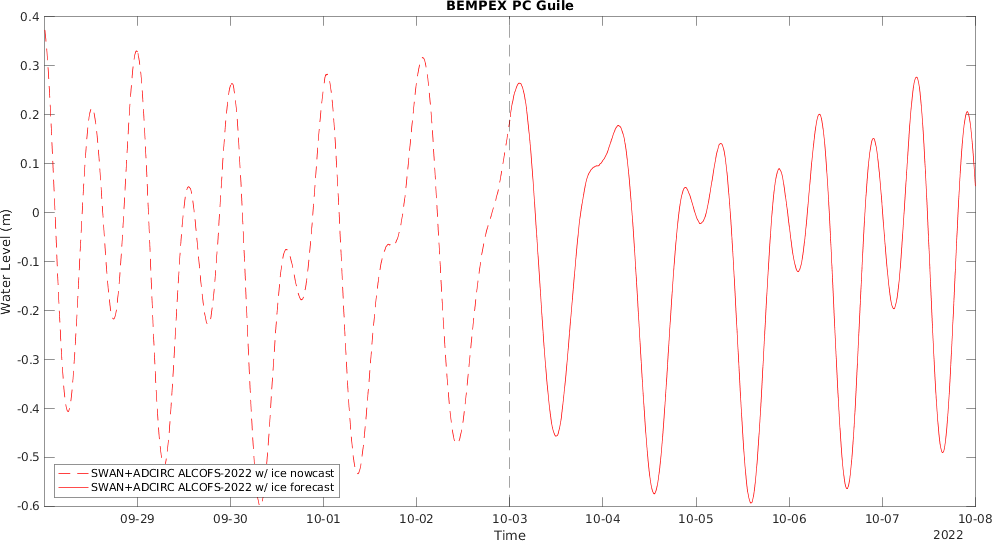 BEMPEX PC Guile
0.4
0.3
0.2
0.1
0
-0.1
-0.2
-0.3
-0.4
-0.5
-0.6
Water Level (m)
SWAN+ADCIRC ALCOFS-2022 w/ ice nowcast
SWAN+ADCIRC ALCOFS-2022 w/ ice forecast
09-29 09-30 10-01 10-02 10-03 10-04 10-05 10-06 10-07 10-08
Time
2022